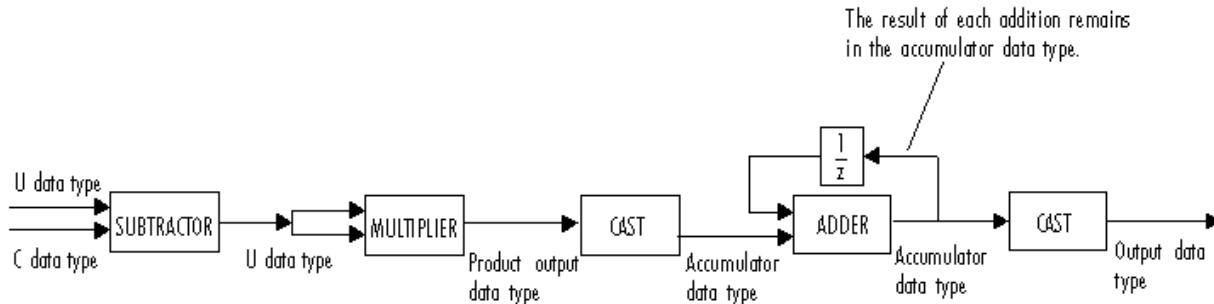 The result of each addition remains
in the accumulator data type.
1
z
U data type
SUBTRACTOR
MULTIPLIER
CAST
ADDER
CAST
C data type
U data type
Product output
data type
Accumulator
data type
Accumulator
data type
Output data
type